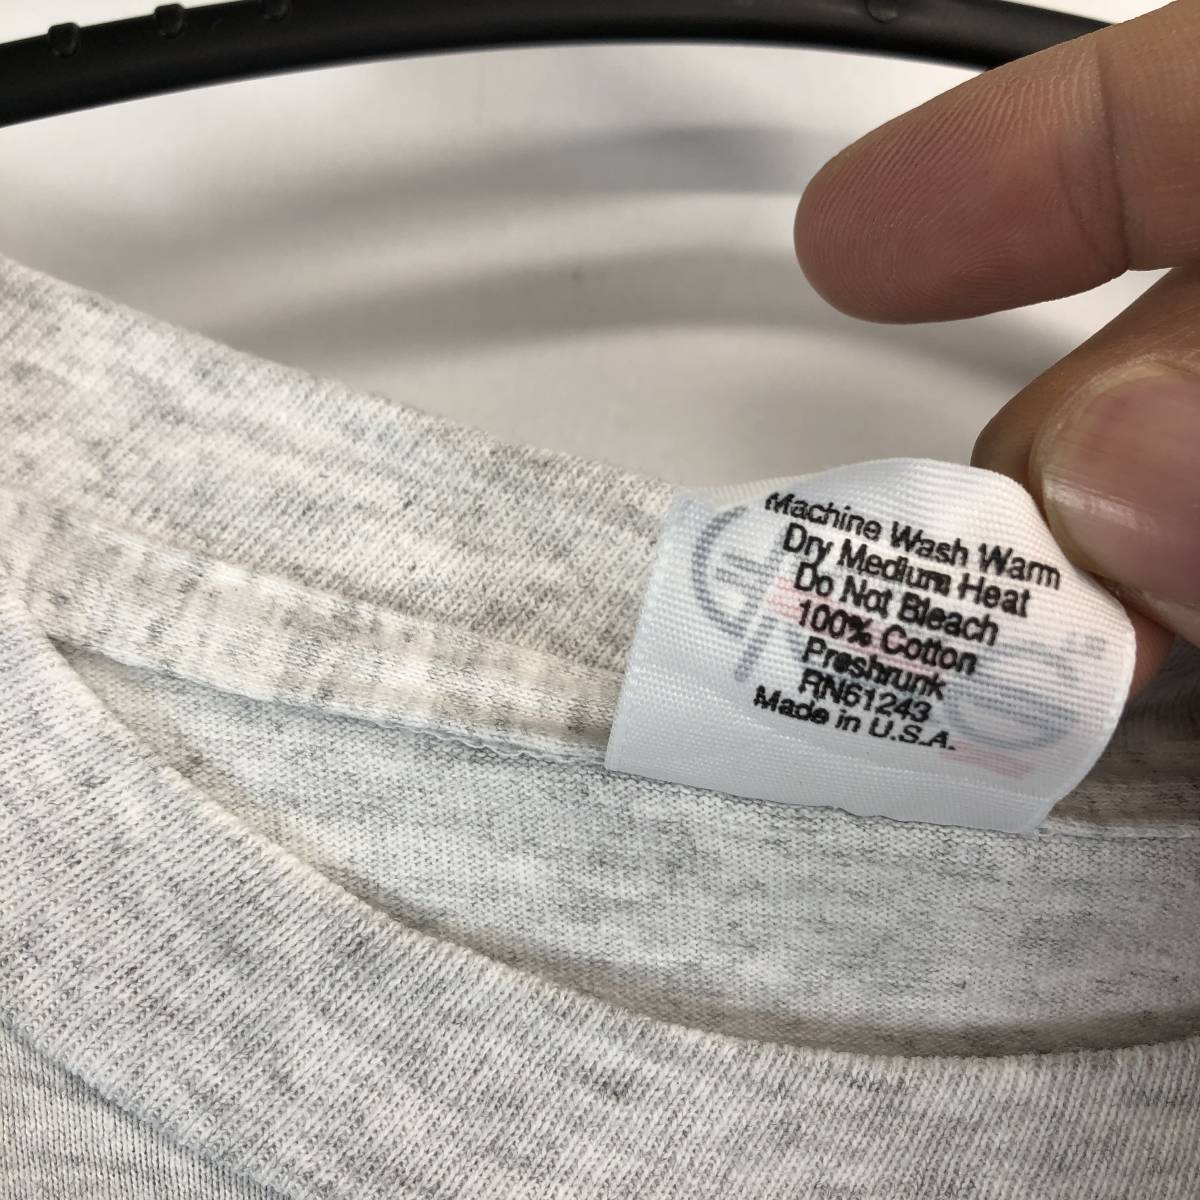 Machine Wash Warm
Dry Medium Heat
Do Not Bleach
100% Cotton
Preshrunk
RN61243
Made in U.S.A.